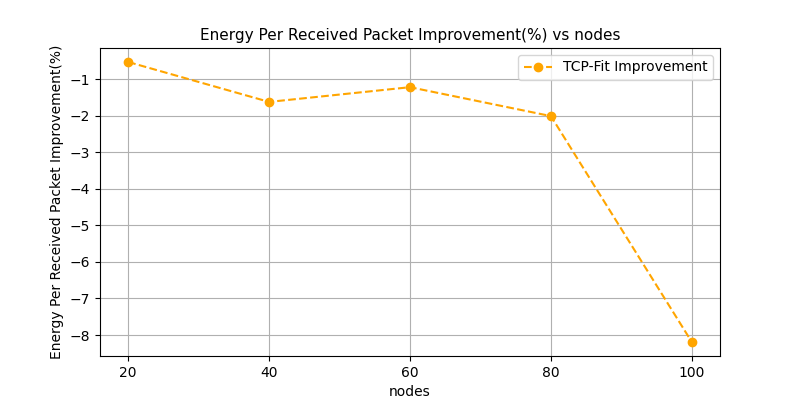 Energy Per Received Packet Improvement(%) vs nodes
Energy Per Received Packet Improvement(%)
TCP-Fit Improvement
−1
−2
−3
−4
−5
−6
−7
−8
20 40 60 80 100
nodes